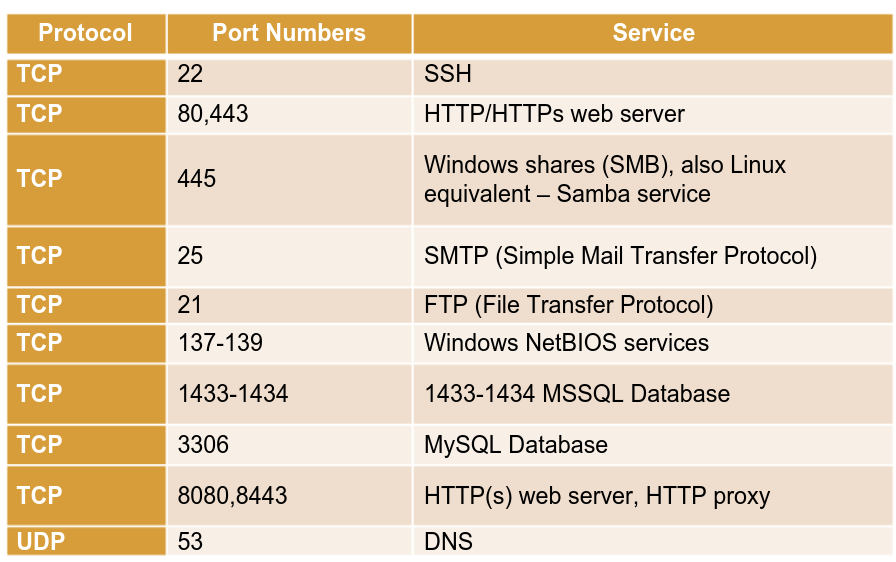 Protocol Port Numbers Service
TCP 22 SSH
TCP 80,443 HTTP/HTTPs web server
TCP 445 Windows shares (SMB), also Linux
equivalent – Samba service
TCP 25 SMTP (Simple Mail Transfer Protocol)
TCP 21 FTP (File Transfer Protocol)
TCP 137-139 Windows NetBIOS services
TCP 1433-1434 1433-1434 MSSQL Database
TCP 3306 MySQL Database
TCP 8080,8443 HTTP(s) web server, HTTP proxy
UDP 53 DNS